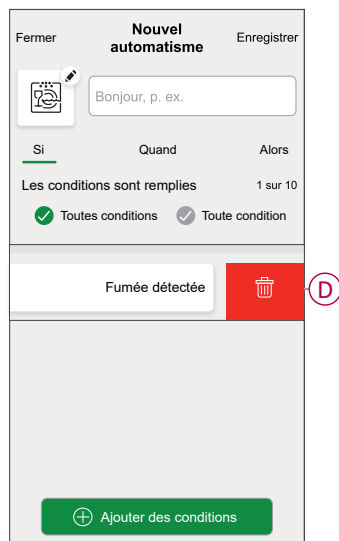 Fermer
Nouvel
automatisme
Enregistrer
Bonjour, p. ex.
Si
Quand
Alors
Les conditions sont remplies
1 sur 10
Toutes conditions
Toute condition
Fumée détectée
D
Ajouter des conditions